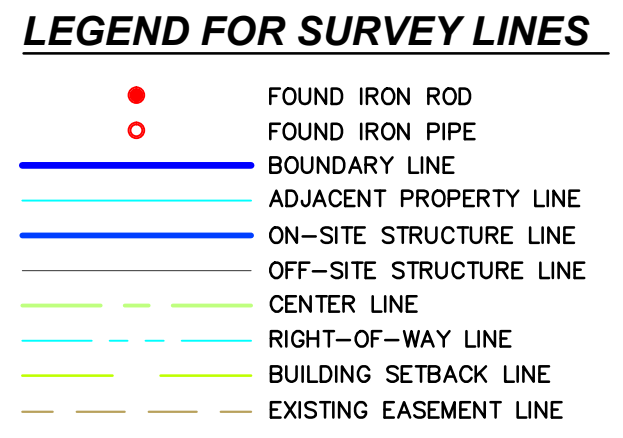 LEGEND FOR SURVEY LINES
FOUND IRON ROD
FOUND IRON PIPE
BOUNDARY LINE
ADJACENT PROPERTY LINE
ON-SITE STRUCTURE LINE
OFF-SITE STRUCTURE LINE
CENTER LINE
RIGHT-OF-WAY LINE
BUILDING SETBACK LINE
EXISTING EASEMENT LINE